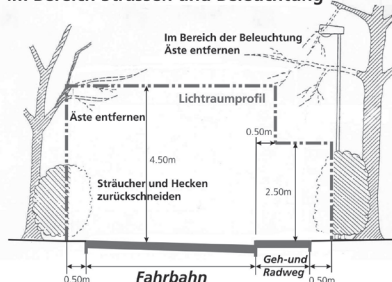 im Bereich Strassen und Beleuchtung
Im Bereich der Beleuchtung
Äste entfernen
Lichtraumprofil
Äste entfernen
0.50m
4.50m
Sträucher und Hecken
zurückschneiden
2.50m
Fahrbahn
Geh-und
Radweg
0.50m
0.50m